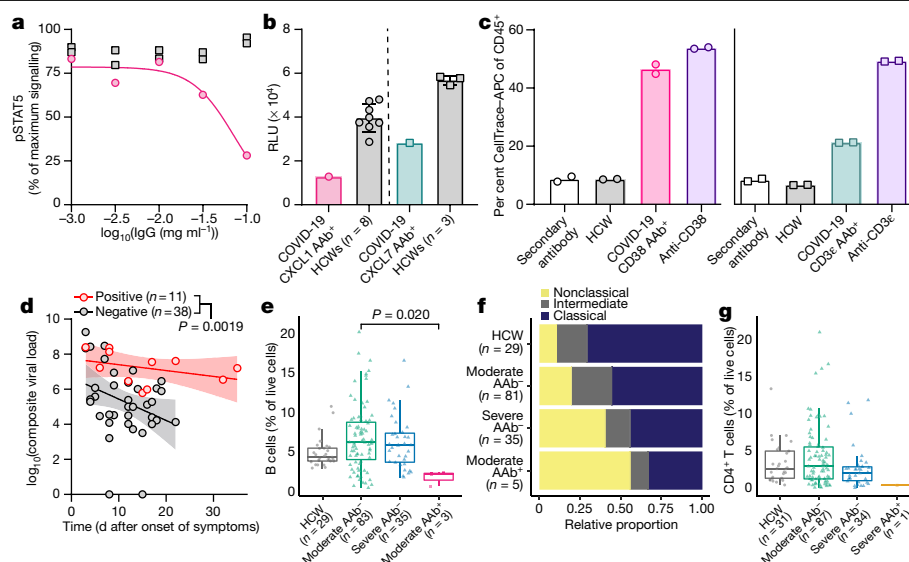 a
pSTAT5
(% of maximum signalling)
100
75
50
25
0
−3.0
−2.5
−2.0
−1.5
−1.0
log10(IgG (mg ml−1))
b
RLU (× 10⁴)
8
6
4
2
0
COVID-19
CXCL1 AAb⁺
HCWs (n = 8)
COVID-19
CXCL7 AAb⁺
HCWs (n = 3)
c
Per cent CellTrace–APC of CD45⁺
60
40
20
0
Secondary
antibody
HCW
COVID-19
CD38 AAb⁺
Anti-CD38
Secondary
antibody
HCW
COVID-19
CD3ε AAb⁺
Anti-CD3ε
d
Positive (n = 11)
Negative (n = 38)
P = 0.0019
log10(composite viral load)
10
8
6
4
2
0
0
10
20
30
Time (d after onset of symptoms)
e
P = 0.020
B cells (% of live cells)
20
15
10
5
0
HCW
(n = 29)
Moderate AAb⁻
(n = 83)
Severe AAb⁻
(n = 35)
Moderate AAb⁺
(n = 3)
f
Nonclassical
Intermediate
Classical
HCW
(n = 29)
Moderate
AAb⁻
(n = 81)
Severe
AAb⁻
(n = 35)
Moderate
AAb⁺
(n = 5)
0
0.25
0.50
0.75
1.00
Relative proportion
g
CD4⁺ T cells (% of live cells)
20
15
10
5
0
HCW
(n = 31)
Moderate AAb⁻
(n = 87)
Severe AAb⁻
(n = 34)
Severe AAb⁺
(n = 1)